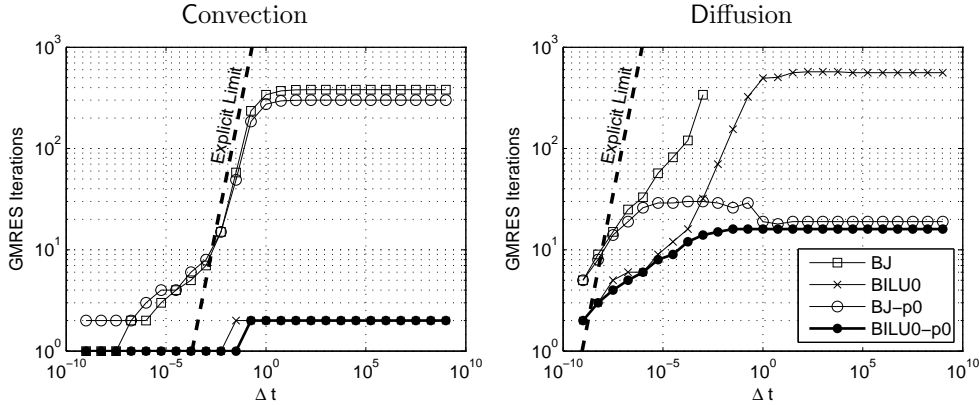 Convection
GMRES Iterations
10^3
10^2
10^1
10^0
10^-10
10^-5
10^0
10^5
10^10
Δ t
Explicit Limit
Diffusion
GMRES Iterations
10^3
10^2
10^1
10^0
10^-10
10^-5
10^0
10^5
10^10
Δ t
Explicit Limit
BJ
BILU0
BJ-p0
BILU0-p0